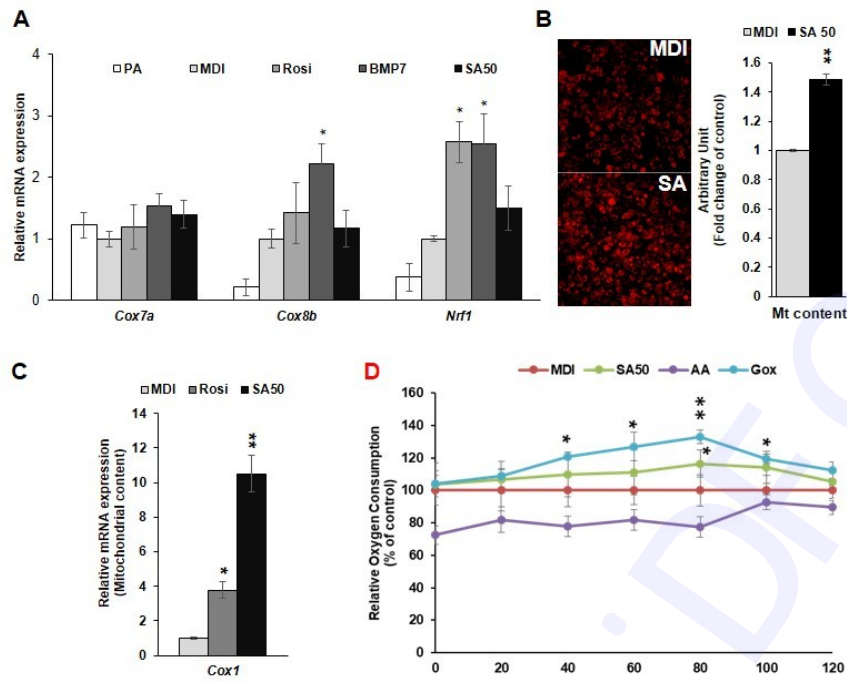 A
PA MDI Rosi BMP7 SA50
Relative mRNA expression
4
3
2
1
0
*
*
*
Cox7a Cox8b Nrf1
B
MDI
SA
MDI SA 50
Arbitrary Unit
(Fold change of control)
1.6
1.4
1.2
1
0.8
0.6
0.4
0.2
0
**
Mt content
C
MDI Rosi SA50
Relative mRNA expression
(Mitochondrial content)
14
12
10
8
6
4
2
0
*
**
Cox1
D
MDI SA50 AA Gox
Relative Oxygen Consumption
(% of control)
160
140
120
100
80
60
40
20
0
*
*
**
*
*
0 20 40 60 80 100 120